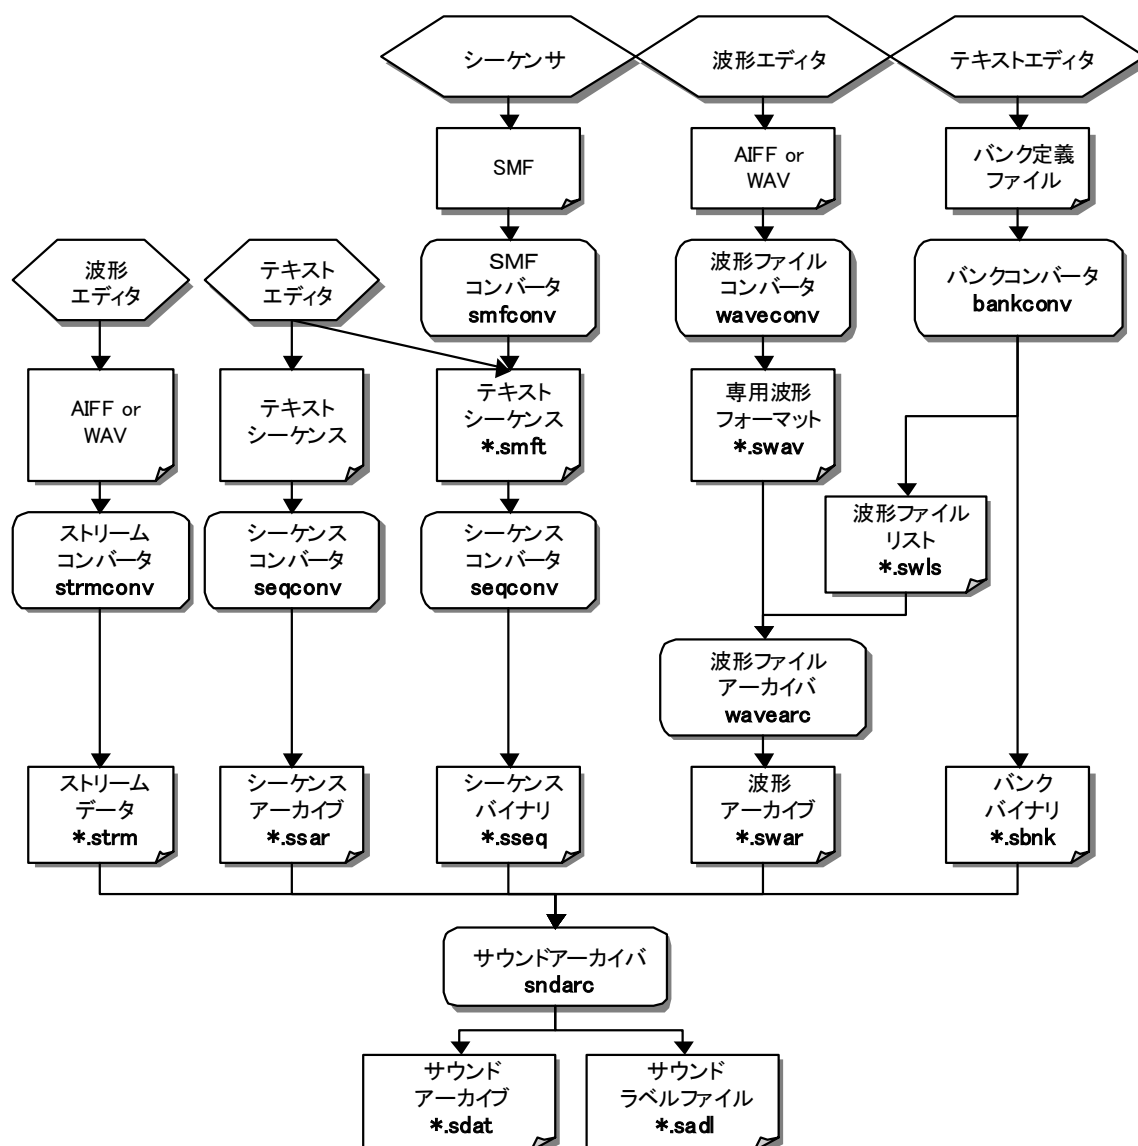 シーケンサ
波形エディタ
テキストエディタ
SMF
AIFF or
WAV
バンク定義
ファイル
波形
エディタ
テキスト
エディタ
SMF
コンバータ
smfconv
波形ファイル
コンバータ
waveconv
バンクコンバータ
bankconv
AIFF or
WAV
テキスト
シーケンス
テキスト
シーケンス
*.smft
専用波形
フォーマット
*.swav
波形ファイル
リスト
*.swls
ストリーム
コンバータ
strmconv
シーケンス
コンバータ
seqconv
シーケンス
コンバータ
seqconv
波形ファイル
アーカイバ
wavearc
ストリーム
データ
*.strm
シーケンス
アーカイブ
*.ssar
シーケンス
バイナリ
*.sseq
波形
アーカイブ
*.swar
バンク
バイナリ
*.sbnk
サウンドアーカイバ
sndarc
サウンド
アーカイブ
*.sdat
サウンド
ラベルファイル
*.sadl